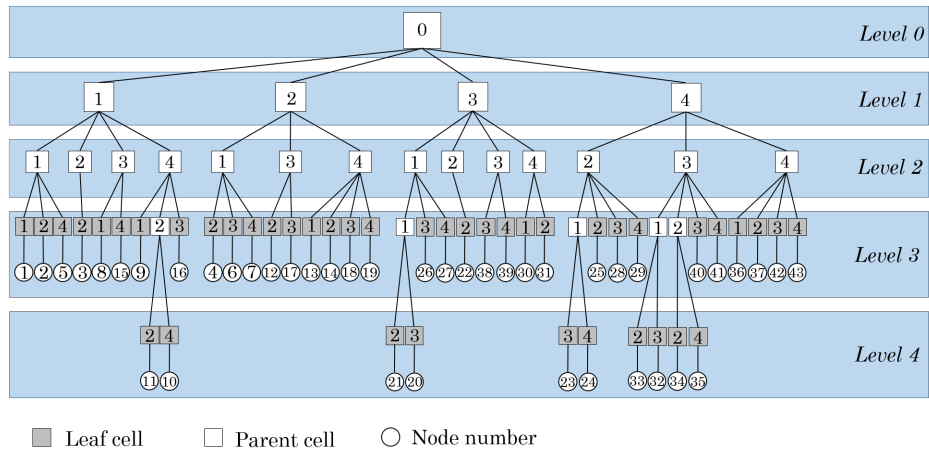 0 Level 0
1 2 3 4 Level 1
1 2 3 4 1 3 4 1 2 3 4 2 3 4 Level 2
1 2 4 2 1 4 1 2 3 2 3 4 2 3 1 2 3 4 1 3 4 2 3 4 1 2 1 2 3 4 1 2 3 4 1 2 3 4
Level 3
1 2 5 3 8 15 9 16 4 6 7 12 17 13 14 18 19 26 27 22 38 39 30 31 25 28 29 40 41 36 37 42 43
2 4 2 3 3 4 2 3 2 4
Level 4
11 10 21 20 23 24 33 32 34 35
Leaf cell Parent cell Node number